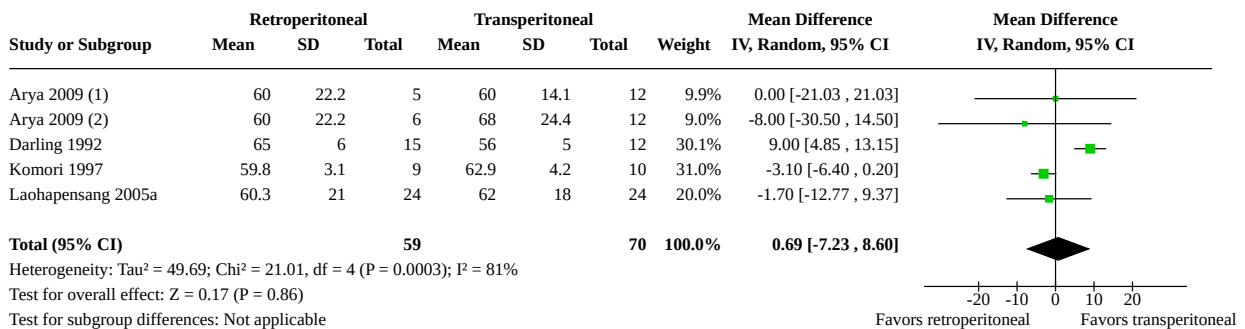 Retroperitoneal Transperitoneal Mean Difference Mean Difference
Study or Subgroup Mean SD Total Mean SD Total Weight IV, Random, 95% CI IV, Random, 95% CI
Arya 2009 (1) 60 22.2 5 60 14.1 12 9.9% 0.00 [-21.03 , 21.03]
Arya 2009 (2) 60 22.2 6 68 24.4 12 9.0% -8.00 [-30.50 , 14.50]
Darling 1992 65 6 15 56 5 12 30.1% 9.00 [4.85 , 13.15]
Komori 1997 59.8 3.1 9 62.9 4.2 10 31.0% -3.10 [-6.40 , 0.20]
Laohapensang 2005a 60.3 21 24 62 18 24 20.0% -1.70 [-12.77 , 9.37]
Total (95% CI) 59 70 100.0% 0.69 [-7.23 , 8.60]
Heterogeneity: Tau² = 49.69; Chi² = 21.01, df = 4 (P = 0.0003); I² = 81%
Test for overall effect: Z = 0.17 (P = 0.86) -20 -10 0 10 20
Test for subgroup differences: Not applicable Favors retroperitoneal Favors transperitoneal